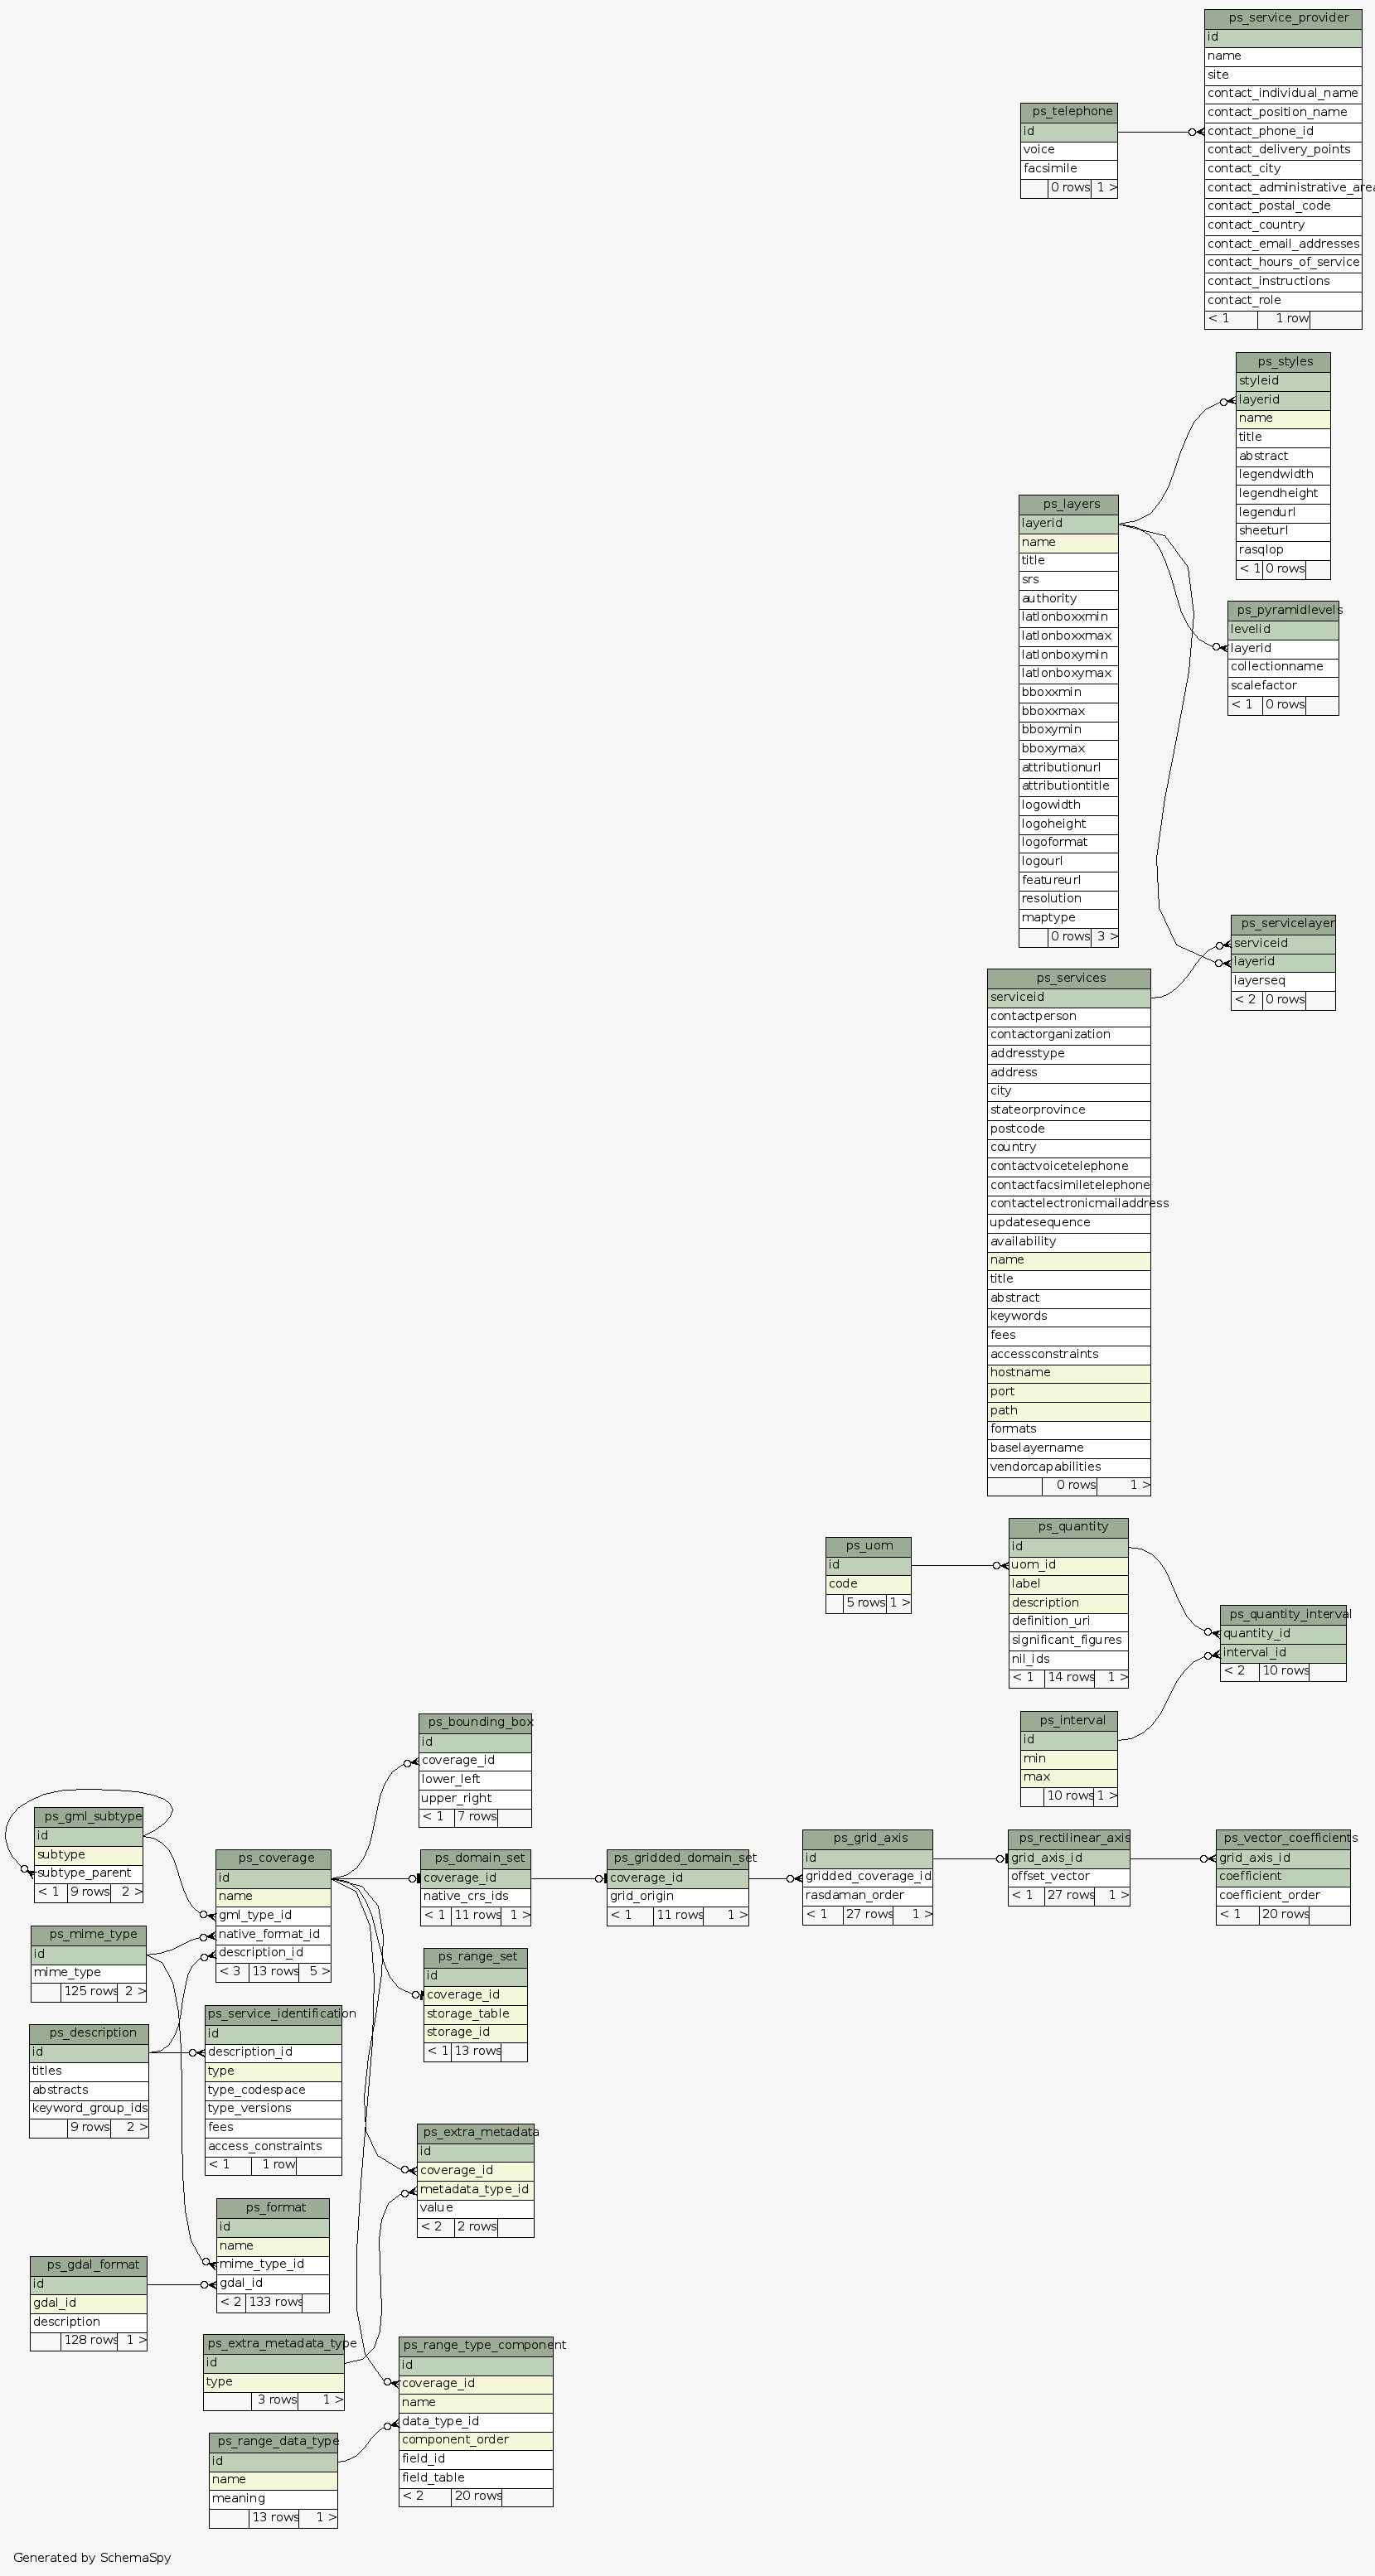 ps_service_provider
id
name
site
contact_individual_name
contact_position_name
contact_phone_id
contact_delivery_points
contact_city
contact_administrative_area
contact_postal_code
contact_country
contact_email_addresses
contact_hours_of_service
contact_instructions
contact_role
< 1 1 row
ps_telephone
id
voice
facsimile
0 rows 1 >
ps_styles
styleid
layerid
name
title
abstract
legendwidth
legendheight
legendurl
sheeturl
rasqlop
< 1 0 rows
ps_layers
layerid
name
title
srs
authority
latlonboxxmin
latlonboxxmax
latlonboxymin
latlonboxymax
bboxxmin
bboxxmax
bboxymin
bboxymax
attributionurl
attributiontitle
logowidth
logoheight
logoformat
logourl
featureurl
resolution
maptype
0 rows 3 >
ps_pyramidlevels
levelid
layerid
collectionname
scalefactor
< 1 0 rows
ps_servicelayer
serviceid
layerid
layerseq
< 2 0 rows
ps_services
serviceid
contactperson
contactorganization
addresstype
address
city
stateorprovince
postcode
country
contactvoicetelephone
contactfacsimiletelephone
contactelectronicmailaddress
updatesequence
availability
name
title
abstract
keywords
fees
accessconstraints
hostname
port
path
formats
baselayername
vendorcapabilities
0 rows 1 >
ps_uom
id
code
5 rows 1 >
ps_quantity
id
uom_id
label
description
definition_uri
significant_figures
nil_ids
< 1 14 rows 1 >
ps_quantity_interval
quantity_id
interval_id
< 2 10 rows
ps_interval
id
min
max
10 rows 1 >
ps_bounding_box
id
coverage_id
lower_left
upper_right
< 1 7 rows
ps_gml_subtype
id
subtype
subtype_parent
< 1 9 rows 2 >
ps_coverage
id
name
gml_type_id
native_format_id
description_id
< 3 13 rows 5 >
ps_domain_set
coverage_id
native_crs_ids
< 1 11 rows 1 >
ps_gridded_domain_set
coverage_id
grid_origin
< 1 11 rows 1 >
ps_grid_axis
id
gridded_coverage_id
rasdaman_order
< 1 27 rows 1 >
ps_rectilinear_axis
grid_axis_id
offset_vector
< 1 27 rows 1 >
ps_vector_coefficients
grid_axis_id
coefficient
coefficient_order
< 1 20 rows
ps_mime_type
id
mime_type
125 rows 2 >
ps_range_set
id
coverage_id
storage_table
storage_id
< 1 13 rows
ps_description
id
titles
abstracts
keyword_group_ids
9 rows 2 >
ps_service_identification
id
description_id
type
type_codespace
type_versions
fees
access_constraints
< 1 1 row
ps_extra_metadata
id
coverage_id
metadata_type_id
value
< 2 2 rows
ps_format
id
name
mime_type_id
gdal_id
< 2 133 rows
ps_gdal_format
id
gdal_id
description
128 rows 1 >
ps_extra_metadata_type
id
type
3 rows 1 >
ps_range_type_component
id
coverage_id
name
data_type_id
component_order
field_id
field_table
< 2 20 rows
ps_range_data_type
id
name
meaning
13 rows 1 >
Generated by SchemaSpy